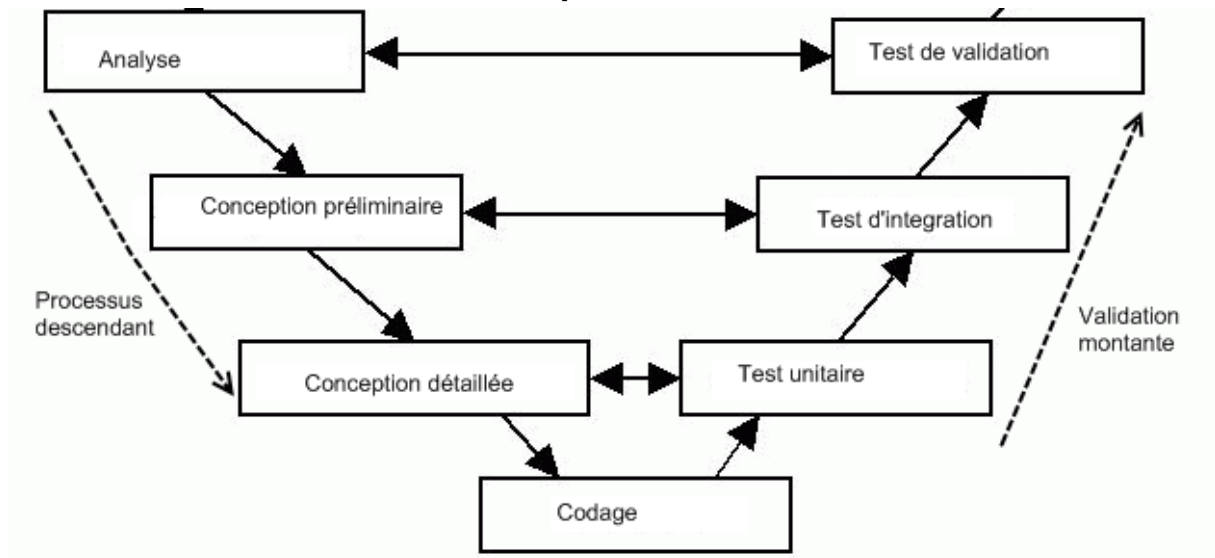 Analyse
Test de validation
Conception préliminaire
Test d'integration
Processus
descendant
Validation
montante
Conception détaillée
Test unitaire
Codage